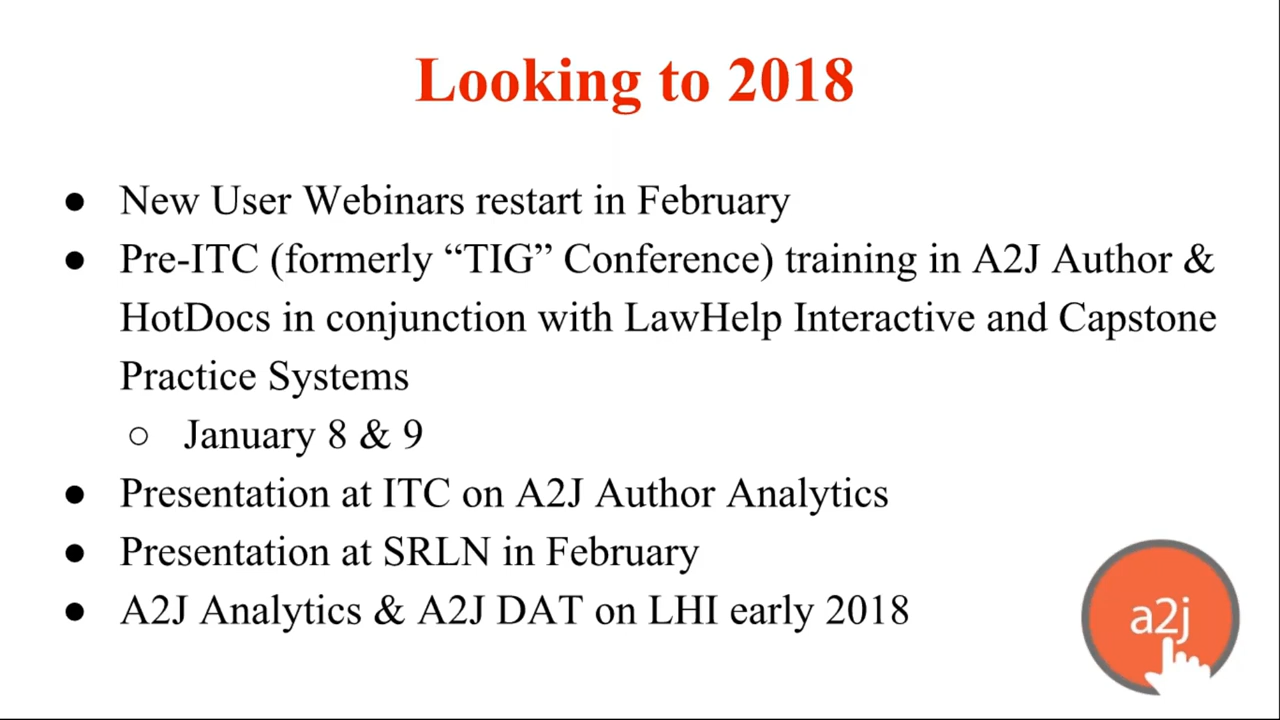 Looking to 2018
● New User Webinars restart in February
● Pre-ITC (formerly “TIG” Conference) training in A2J Author &
HotDocs in conjunction with LawHelp Interactive and Capstone
Practice Systems
○ January 8 & 9
● Presentation at ITC on A2J Author Analytics
● Presentation at SRLN in February
● A2J Analytics & A2J DAT on LHI early 2018
a2j